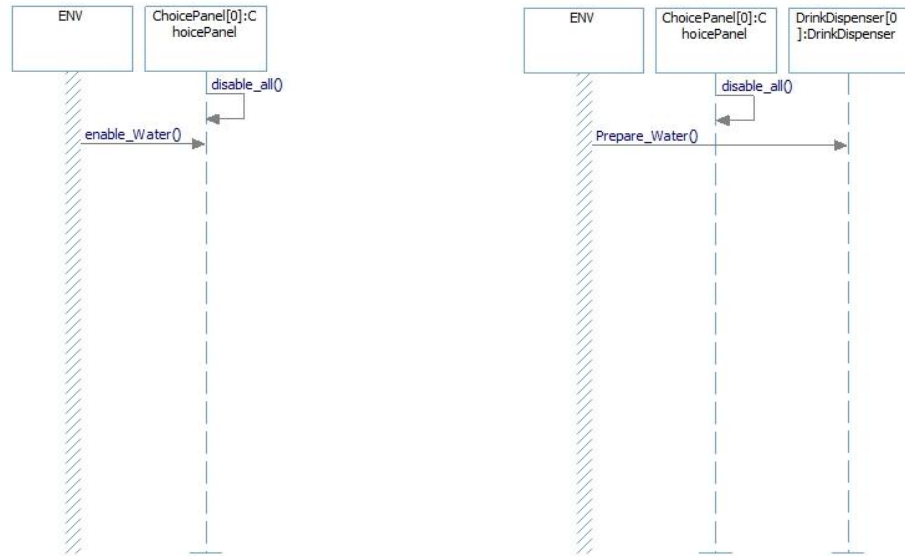 ENV
ChoicePanel[0]:C
hoicePanel
disable_all()
enable_Water()
ENV
ChoicePanel[0]:C
hoicePanel
DrinkDispenser[0
]:DrinkDispenser
disable_all()
Prepare_Water()